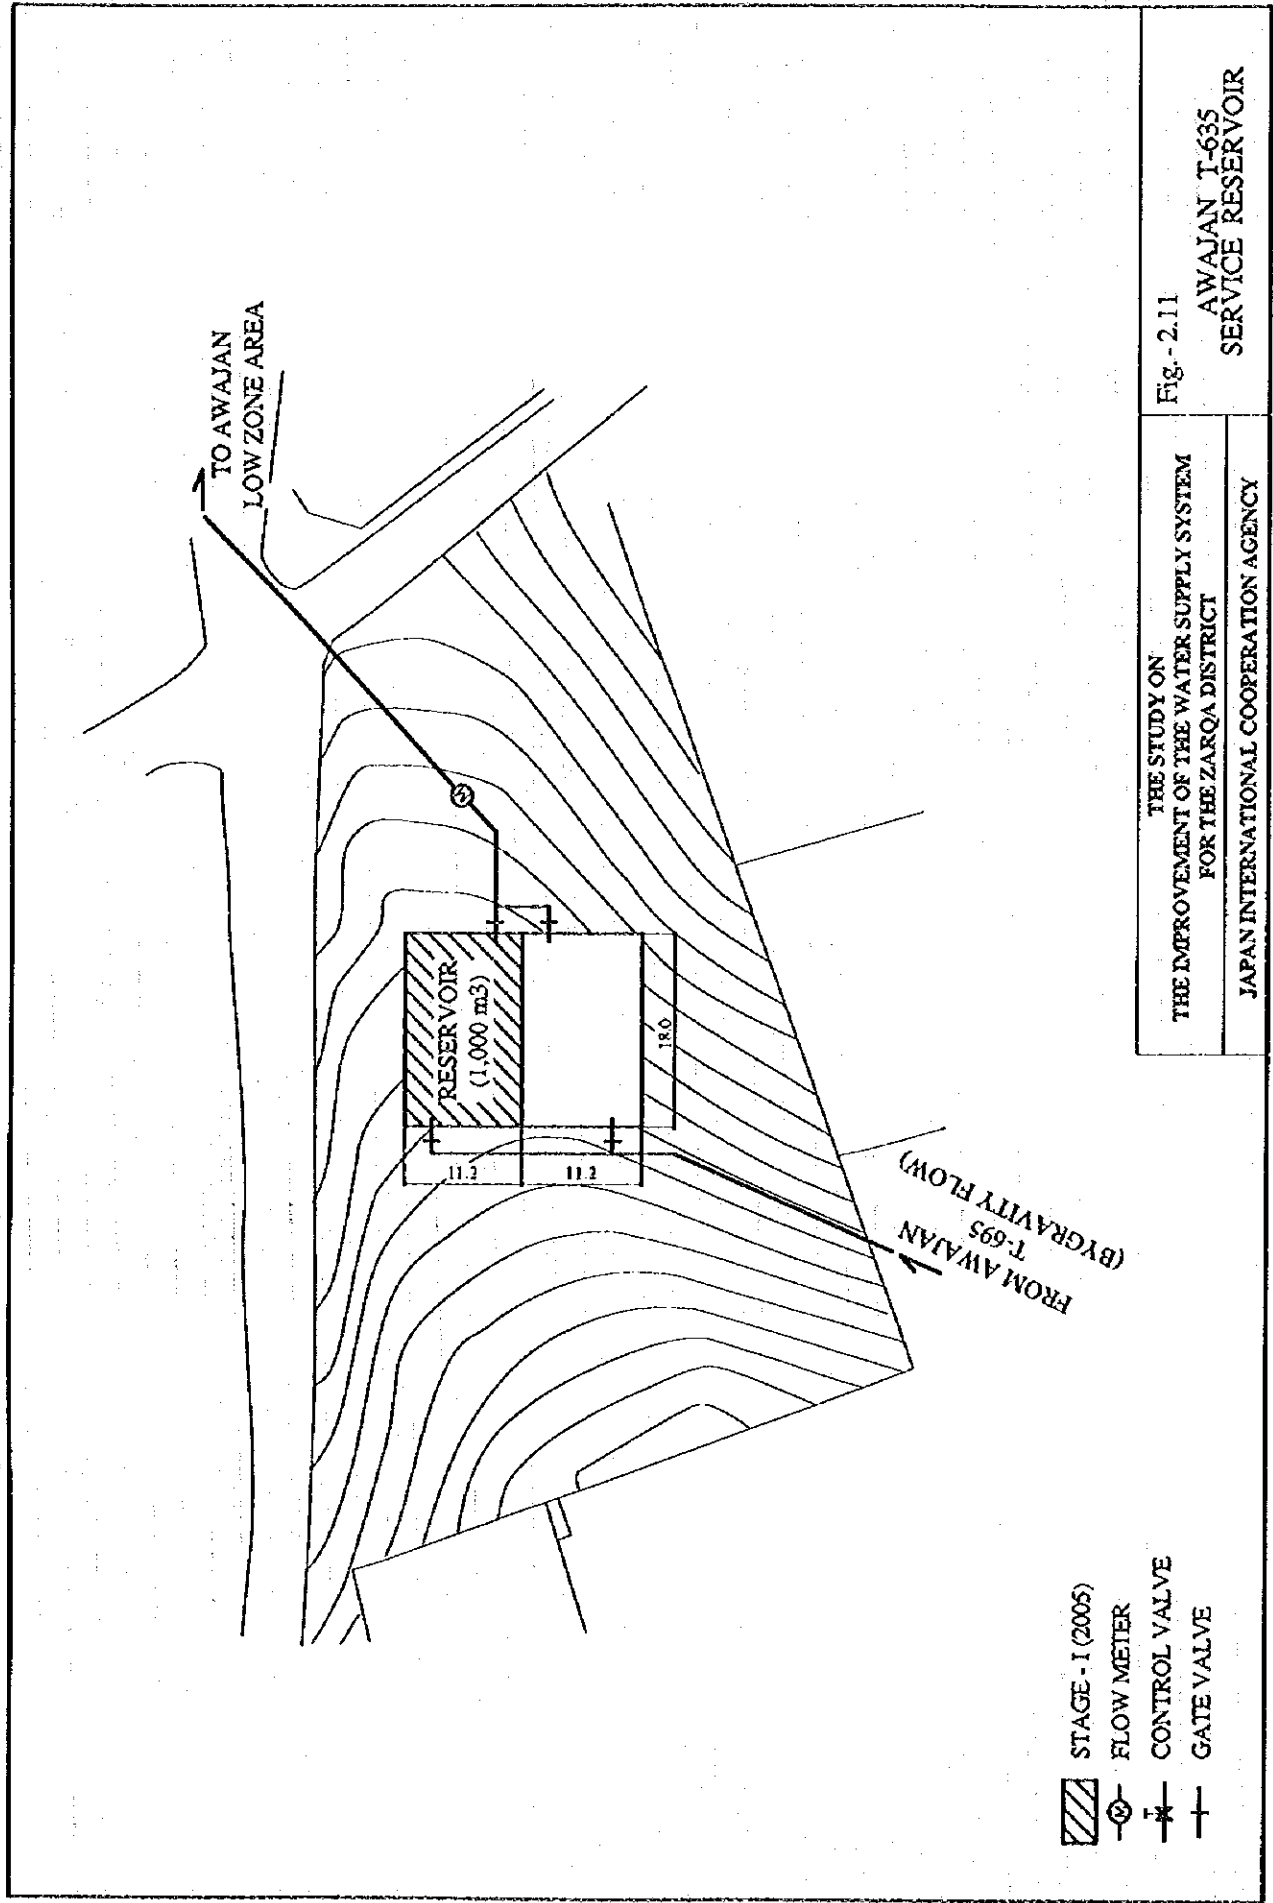 TO AWAJAN
LOW ZONE AREA
RESERVOIR
(1,000 m3)
18.0
11.2
11.2
FROM AWAJAN
T-695
(BYGRAVITY FLOW)
STAGE - I (2005)
M
FLOW METER
CONTROL VALVE
GATE VALVE
THE STUDY ON
THE IMPROVEMENT OF THE WATER SUPPLY SYSTEM
FOR THE ZARQA DISTRICT
JAPAN INTERNATIONAL COOPERATION AGENCY
Fig.- 2.11
AWAJAN T-635
SERVICE RESERVOIR